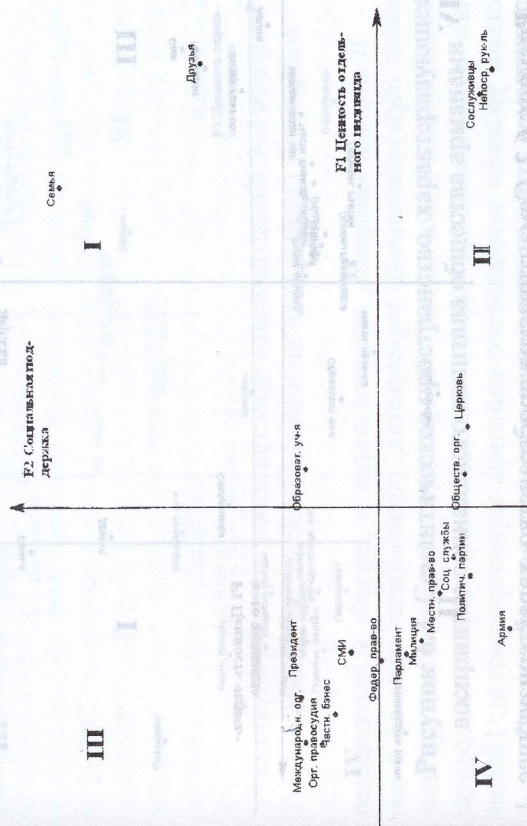 F2 Социальная под-
держка
Семья
III
I
Друзья
Международн. орг.
Президент
Образоват. уч-я
Орг. правосудия
Частн. бзнес
СМИ
F1 Ценность отдель-
ного индивида
Федер. прав-во
Парламент
Милиция
Местн. прав-во
Соц. службы
Обществ. орг.
Церковь
Политич. партии
Сослуживцы
Непоср. рук-ль
IV
II
Армия